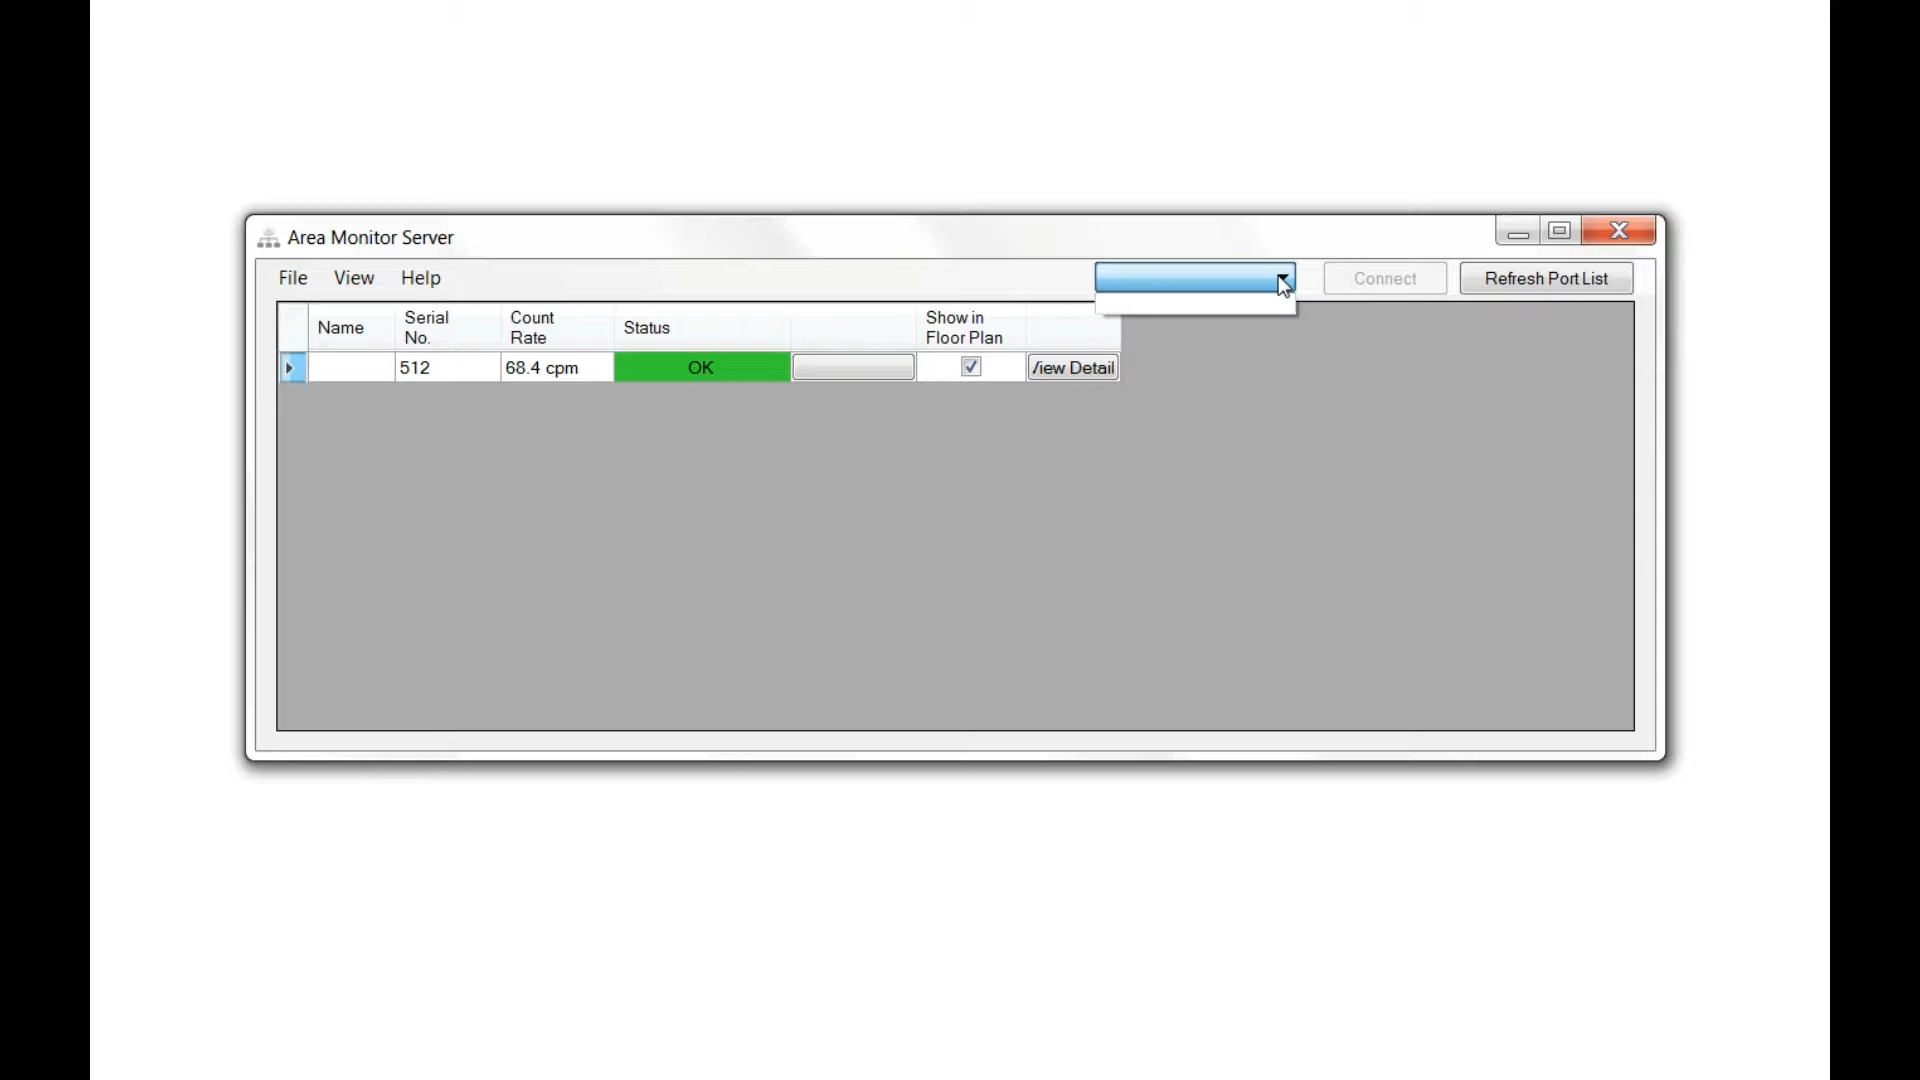 Area Monitor Server
File View Help Connect Refresh Port List
Name Serial No. Count Rate Status Show in Floor Plan
512 68.4 cpm OK View Detail